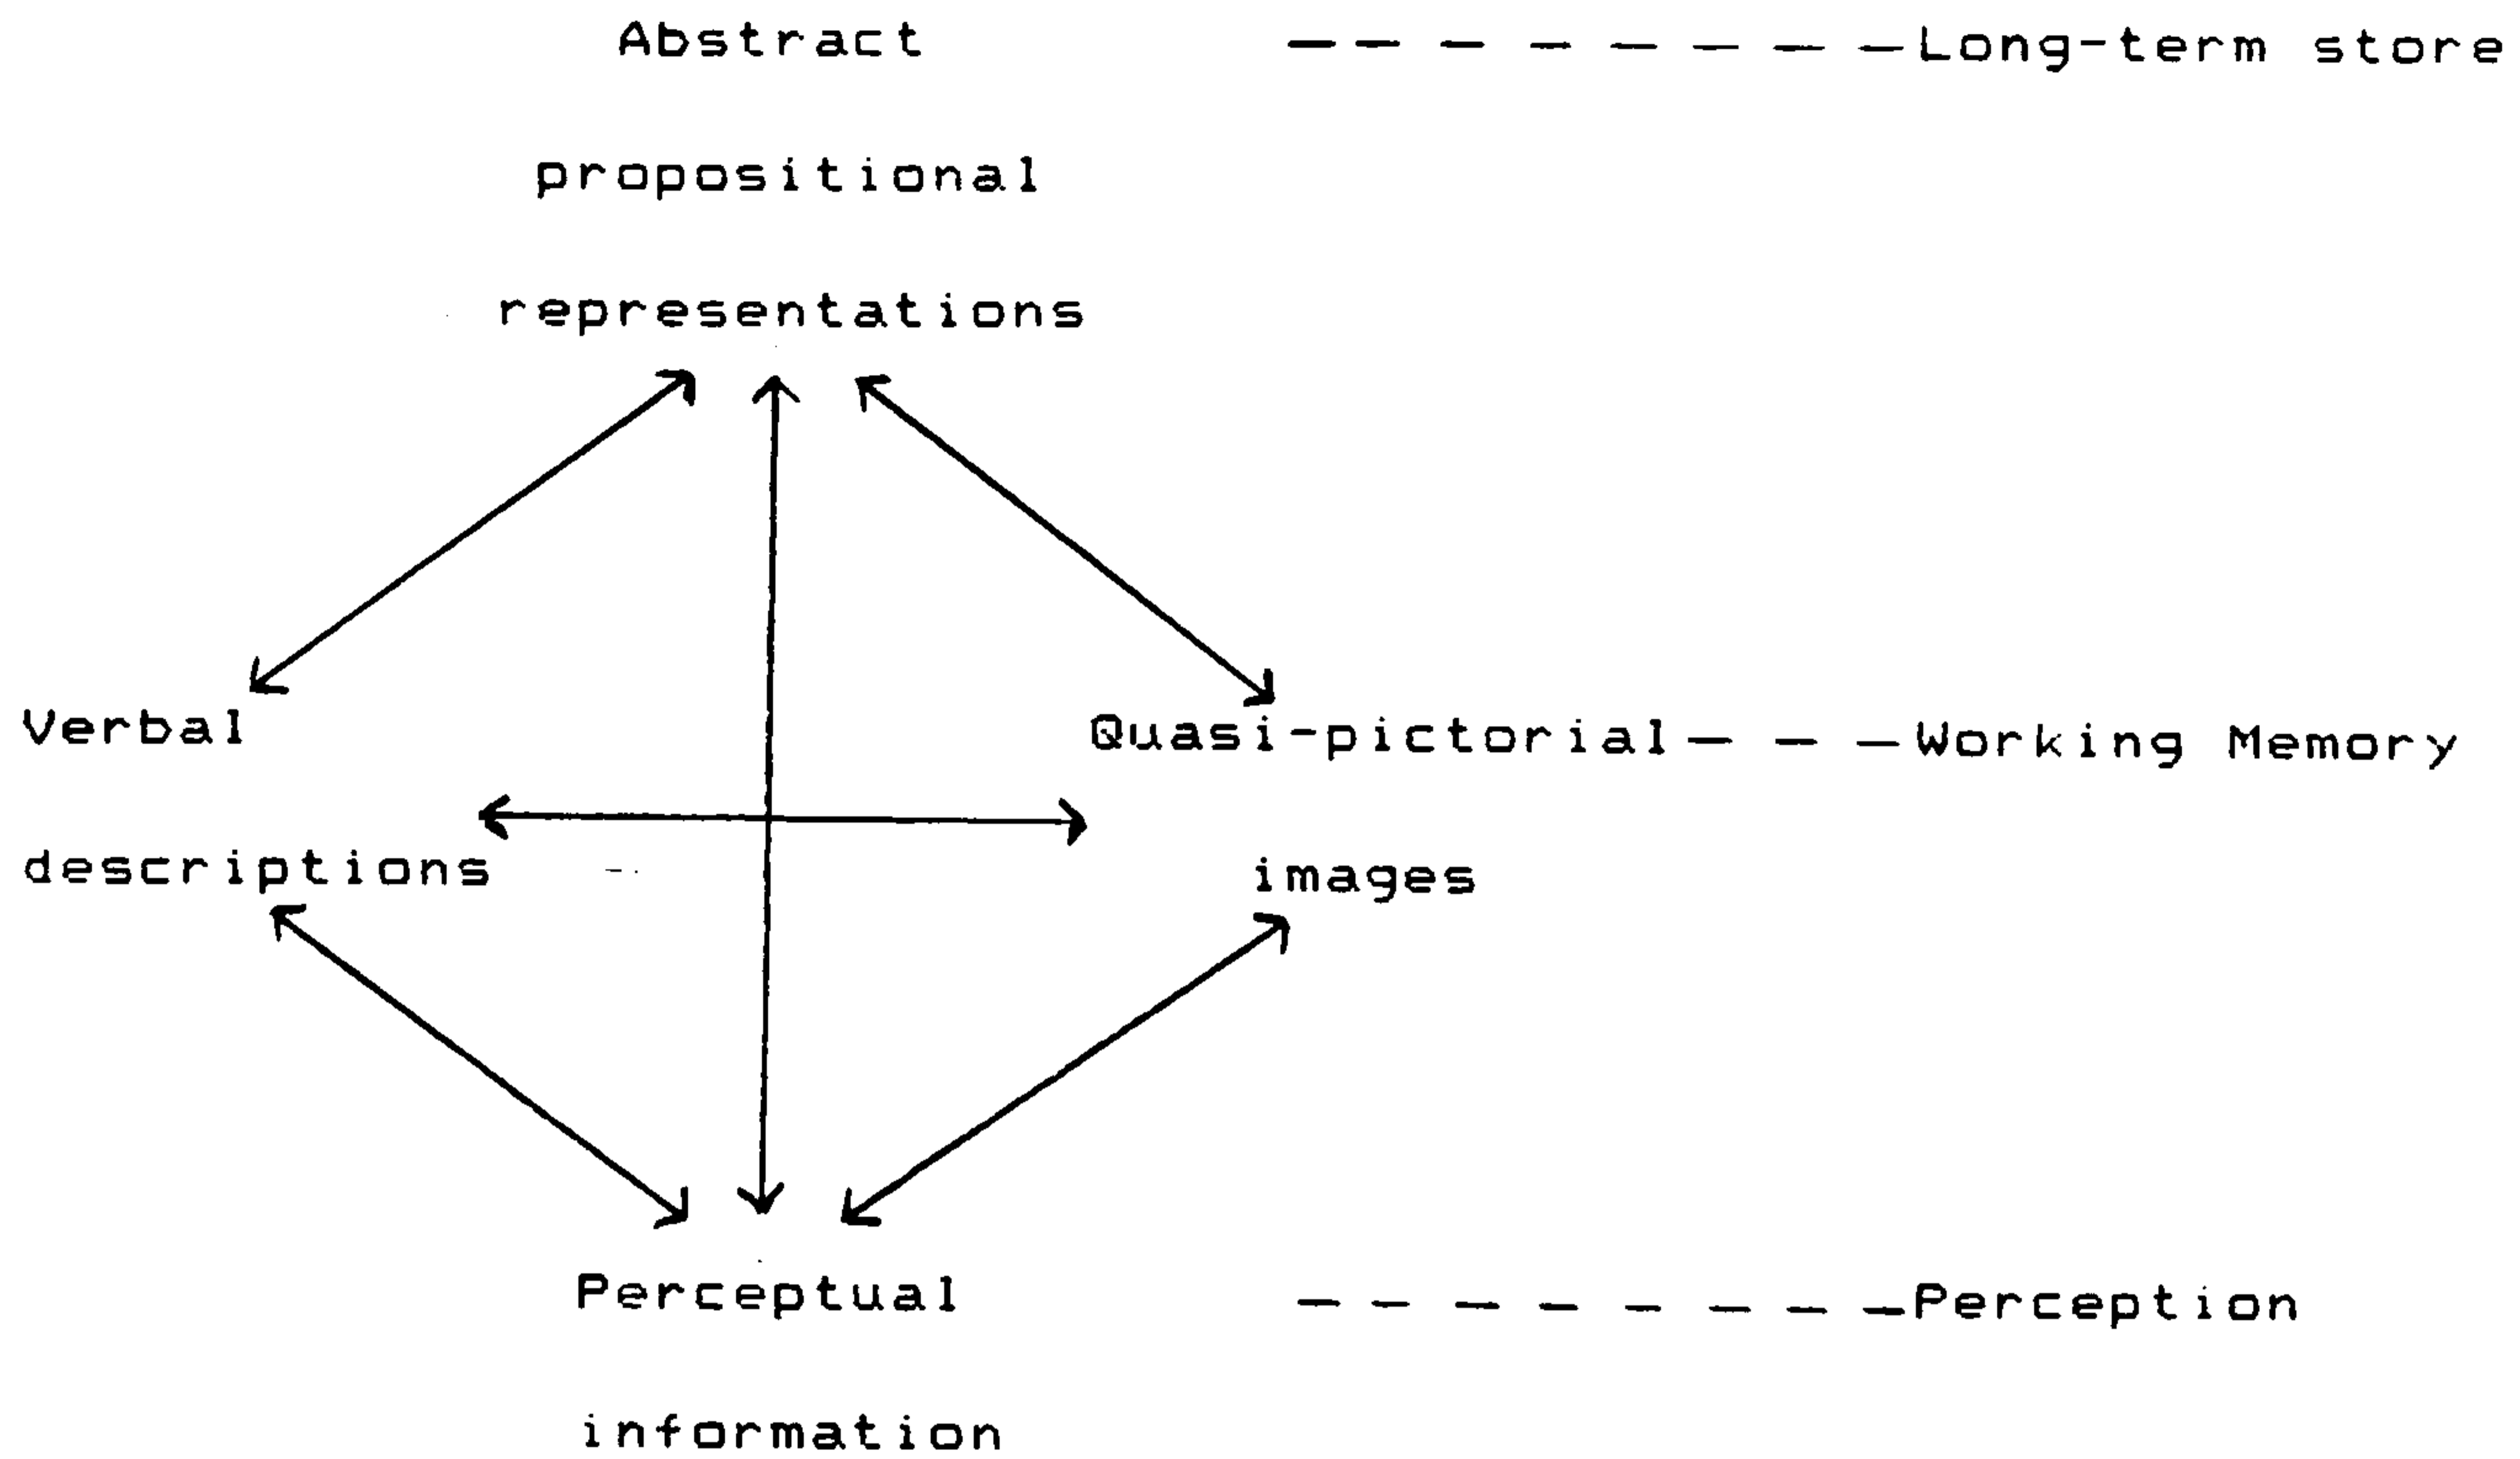 Abstract
Long-term store
propositional
representations
Verbal
Quasi-pictorial
Working Memory
descriptions
images
Perceptual
Perception
information